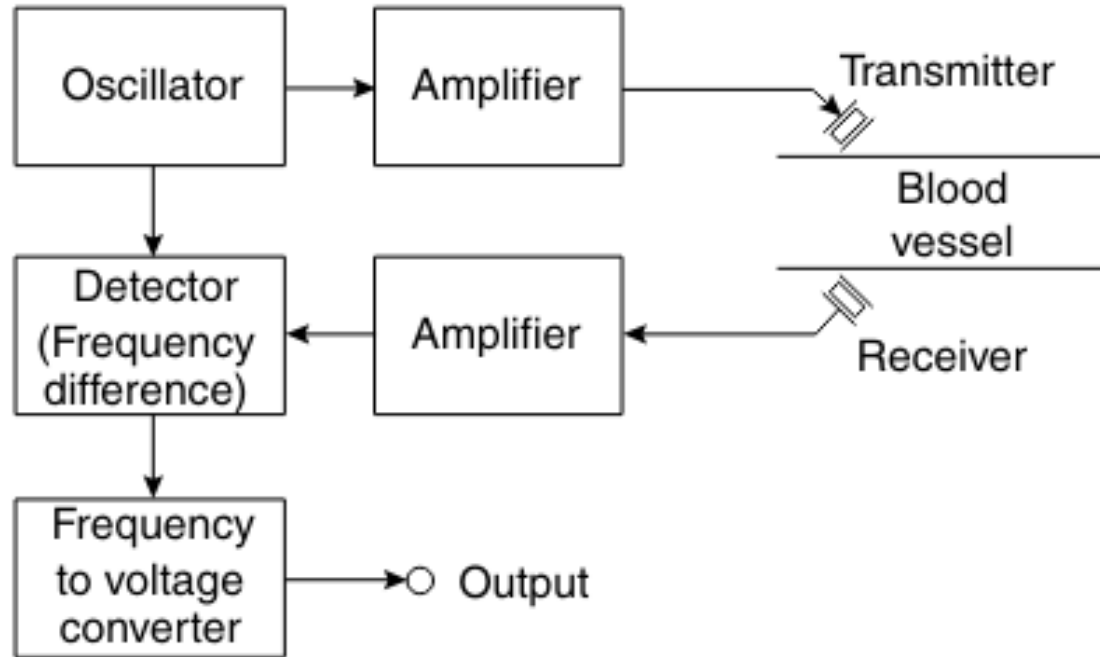 Oscillator
Amplifier
Transmitter
Blood
vessel
Detector
(Frequency
difference)
Amplifier
Receiver
Frequency
to voltage
converter
Output